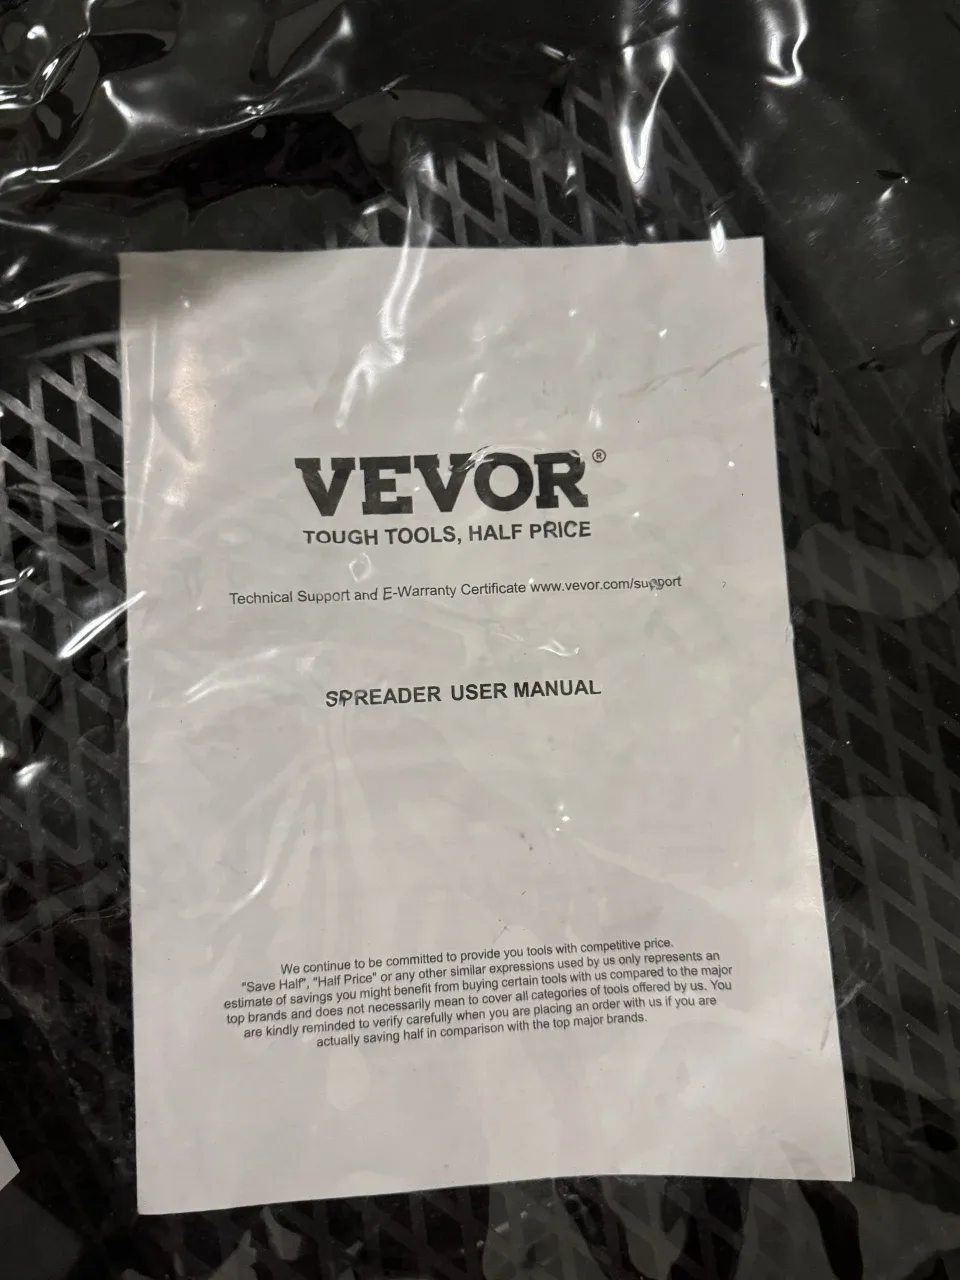 VEVOR®
TOUGH TOOLS, HALF PRICE
Technical Support and E-Warranty Certificate www.vevor.com/support
SPREADER USER MANUAL
We continue to be committed to provide you tools with competitive price.
"Save Half", "Half Price" or any other similar expressions used by us only represents an
estimate of savings you might benefit from buying certain tools with us compared to the major
top brands and does not necessarily mean to cover all categories of tools offered by us. You
are kindly reminded to verify carefully when you are placing an order with us if you are
actually saving half in comparison with the top major brands.